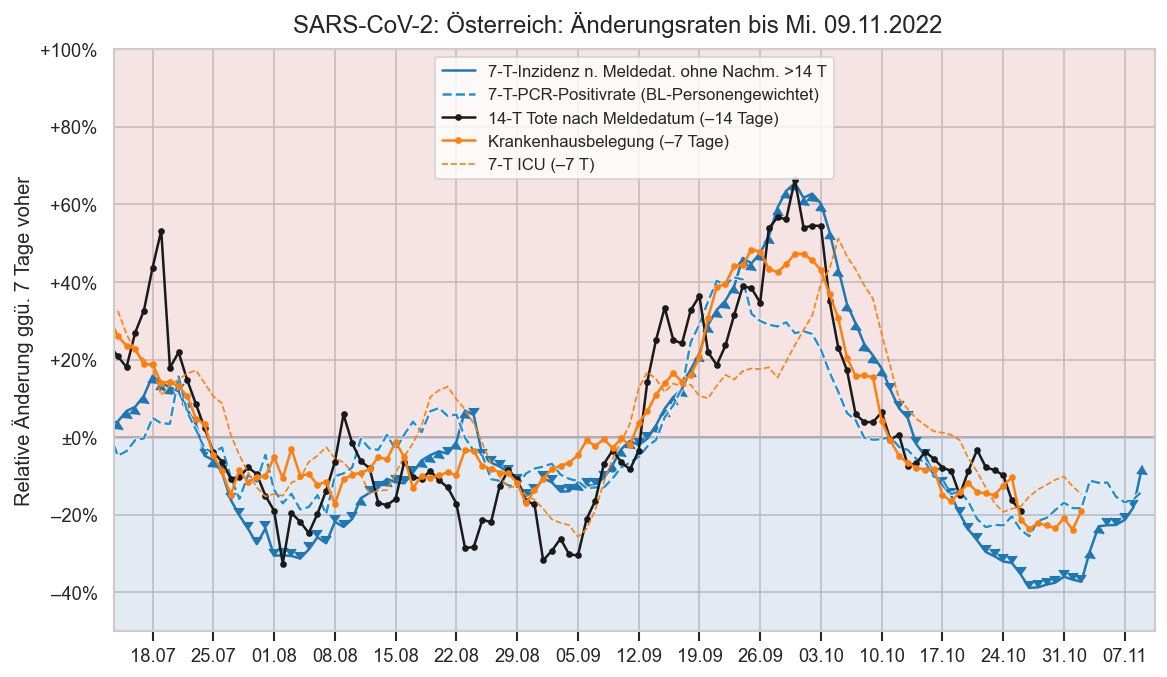 SARS-CoV-2: Österreich: Änderungsraten bis Mi. 09.11.2022
+100%
+80%
+60%
+40%
+20%
±0%
–20%
–40%
Relative Änderung ggü. 7 Tage voher
7-T-Inzidenz n. Meldedat. ohne Nachm. >14 T
7-T-PCR-Positivrate (BL-Personengewichtet)
14-T Tote nach Meldedatum (–14 Tage)
Krankenhausbelegung (–7 Tage)
7-T ICU (–7 T)
18.07 25.07 01.08 08.08 15.08 22.08 29.08 05.09 12.09 19.09 26.09 03.10 10.10 17.10 24.10 31.10 07.11